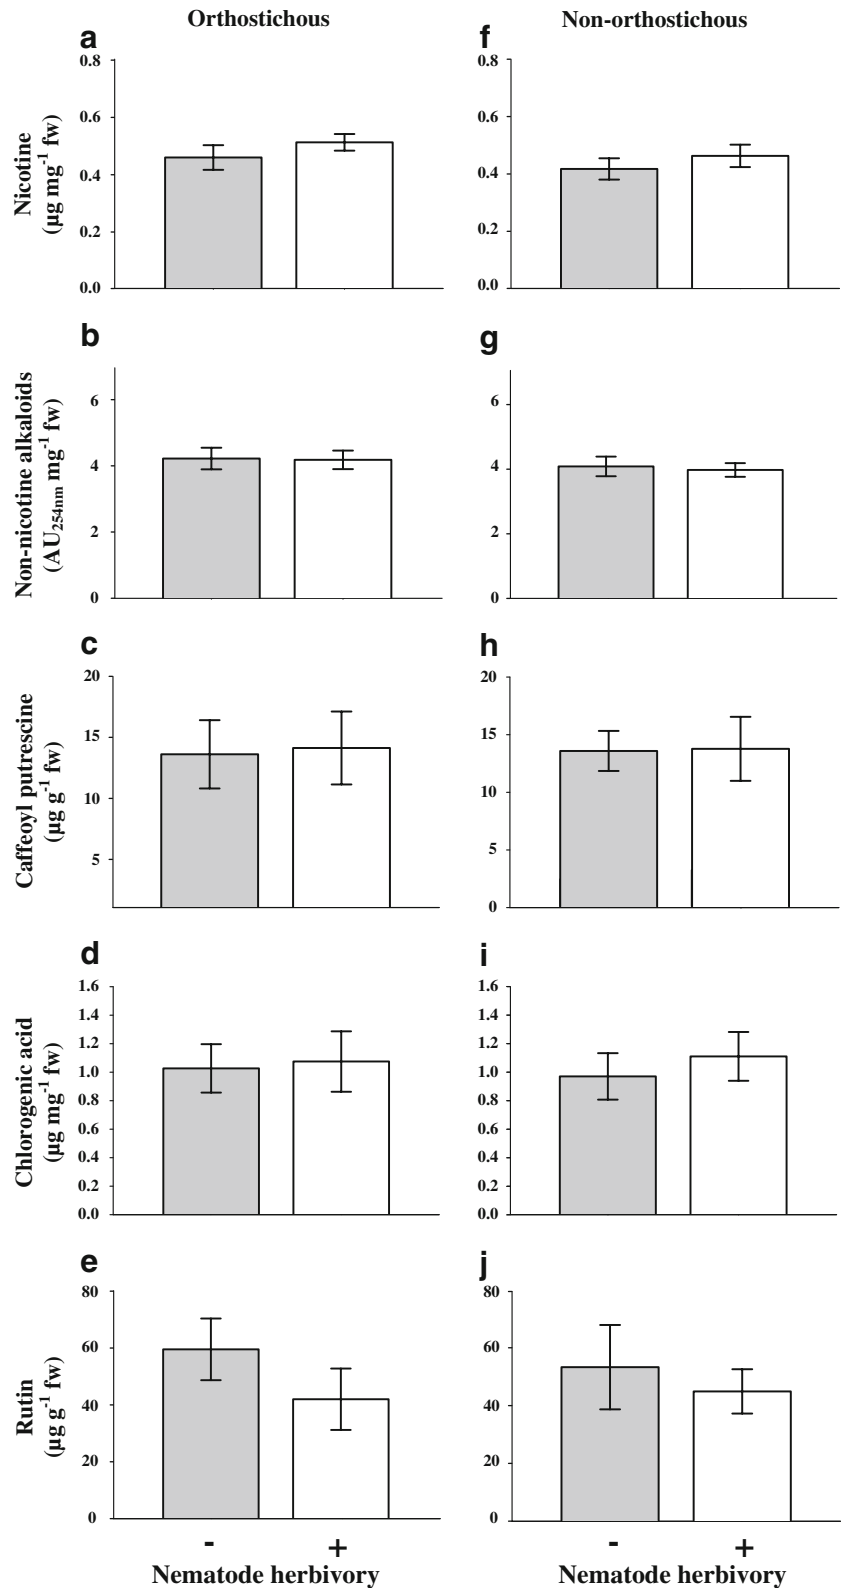 Orthostichous
Non-orthostichous
a
Nicotine
(µg mg⁻¹ fw)
0.8
0.6
0.4
0.2
0.0
f
0.8
0.6
0.4
0.2
0.0
b
Non-nicotine alkaloids
(AU₂₅₄ₙₘ mg⁻¹ fw)
6
4
2
0
g
6
4
2
0
c
Caffeoyl putrescine
(µg g⁻¹ fw)
20
15
10
5
h
20
15
10
5
0
d
Chlorogenic acid
(µg mg⁻¹ fw)
1.6
1.4
1.2
1.0
0.8
0.6
0.4
0.2
0.0
i
1.6
1.4
1.2
1.0
0.8
0.6
0.4
0.2
0.0
e
Rutin
(µg g⁻¹ fw)
80
60
40
20
0
j
80
60
40
20
0
- +
Nematode herbivory
- +
Nematode herbivory